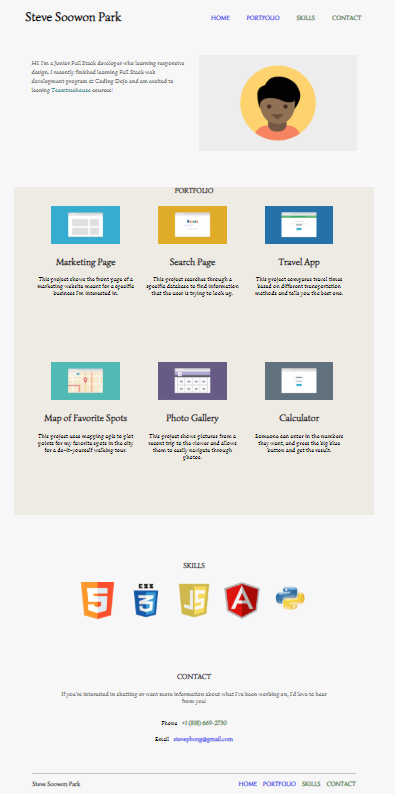 Steve Soowon Park
HOME PORTFOLIO SKILLS CONTACT
Hi! I'm a Junior Full Stack developer who learning responsive
design. I recently finished learning Full Stack web
development program at Coding Dojo and am excited to
learning Teamtreehouse courses!
PORTFOLIO
Marketing Page Search Page Travel App
This project shows the front page of a
marketing website meant for a specific
business I'm interested in.
This project searches through a
specific database to find information
that the user is trying to look up.
This project compares travel times
based on different transportation
methods and tells you the best one.
Map of Favorite Spots Photo Gallery Calculator
This project uses mapping apis to plot
points for my favorite spots in the city
for a do-it-yourself walking tour.
This project shows pictures from a
recent trip to the viewer and allows
them to easily navigate through
photos.
Someone can enter in the numbers
they want, and press the big blue
button and get the result.
SKILLS
CSS
5 3 JS A
CONTACT
If you're interested in chatting or want more information about what I've been working on, I'd love to hear
from you!
Phone +1 (818) 669-2730
Email stevepbong@gmail.com
Steve Soowon Park
HOME PORTFOLIO SKILLS CONTACT